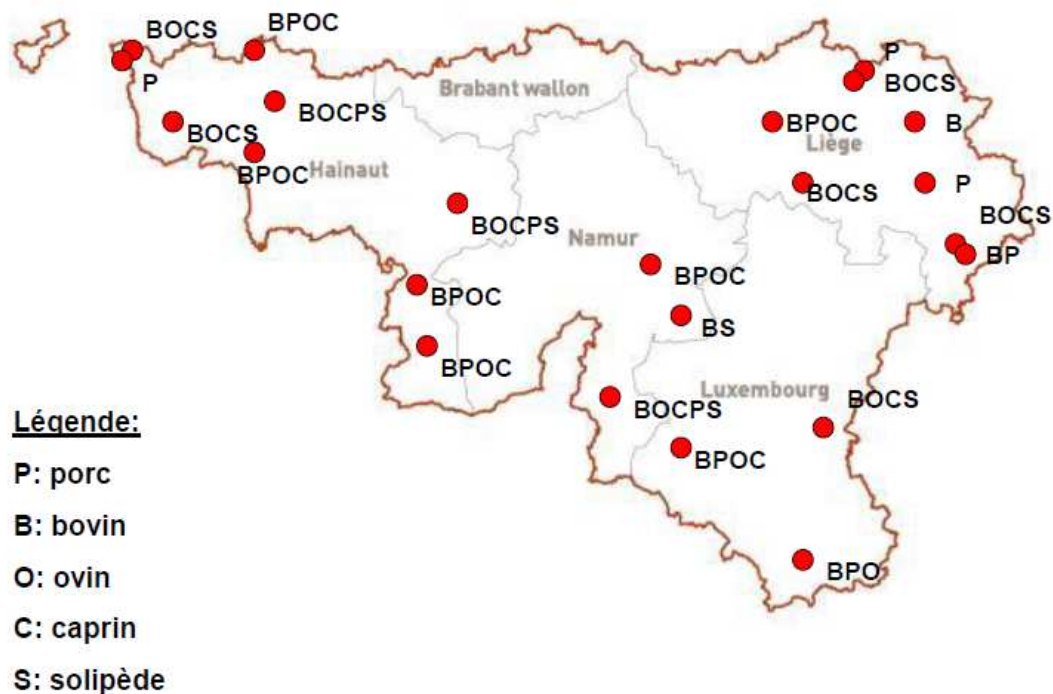 BOCS
BPOC
P
BOCPS
BOCS
BPOC
Hainaut
Brabant wallon
P
BOCS
BPOC
Liège
B
BOCS
P
BOCS
BP
BOCPS
Namur
BPOC
BPOC
BS
BPOC
Luxembourg
BOCPS
BOCS
BPOC
BPO
Légende:
P: porc
B: bovin
O: ovin
C: caprin
S: solipède